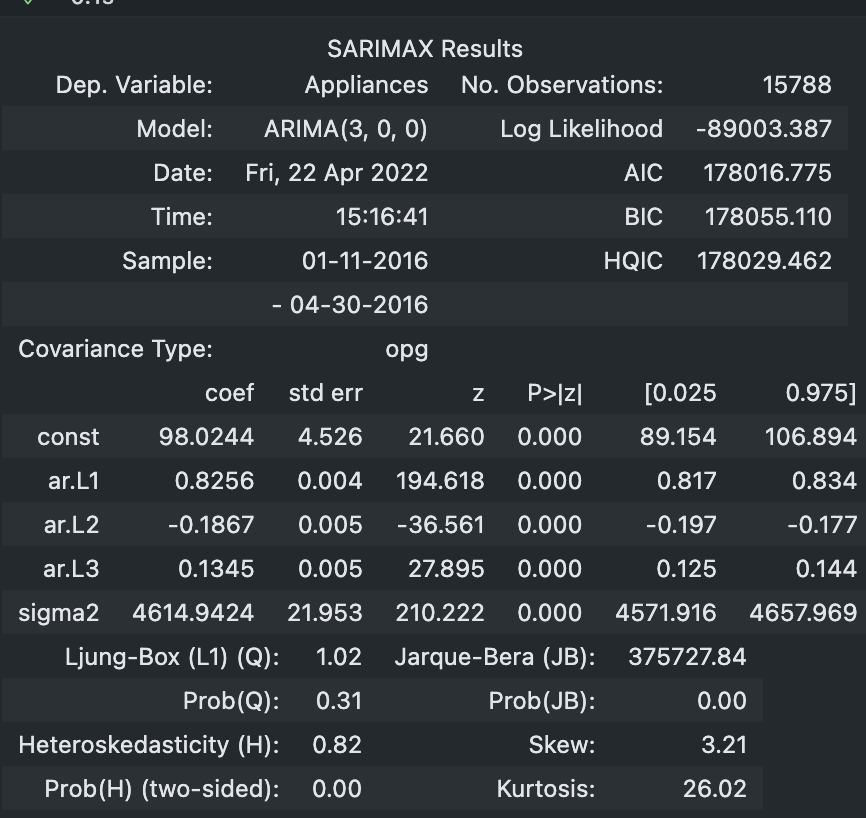 SARIMAX Results
Dep. Variable: Appliances No. Observations: 15788
Model: ARIMA(3, 0, 0) Log Likelihood -89003.387
Date: Fri, 22 Apr 2022 AIC 178016.775
Time: 15:16:41 BIC 178055.110
Sample: 01-11-2016 HQIC 178029.462
- 04-30-2016
Covariance Type: opg
coef std err z P>|z| [0.025 0.975]
const 98.0244 4.526 21.660 0.000 89.154 106.894
ar.L1 0.8256 0.004 194.618 0.000 0.817 0.834
ar.L2 -0.1867 0.005 -36.561 0.000 -0.197 -0.177
ar.L3 0.1345 0.005 27.895 0.000 0.125 0.144
sigma2 4614.9424 21.953 210.222 0.000 4571.916 4657.969
Ljung-Box (L1) (Q): 1.02 Jarque-Bera (JB): 375727.84
Prob(Q): 0.31 Prob(JB): 0.00
Heteroskedasticity (H): 0.82 Skew: 3.21
Prob(H) (two-sided): 0.00 Kurtosis: 26.02